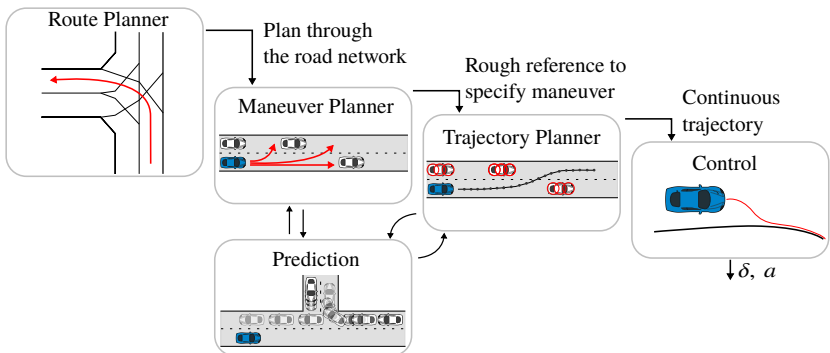 Route Planner
Plan through
the road network
Maneuver Planner
Rough reference to
specify maneuver
Trajectory Planner
Continuous
trajectory
Control
Prediction
δ, a